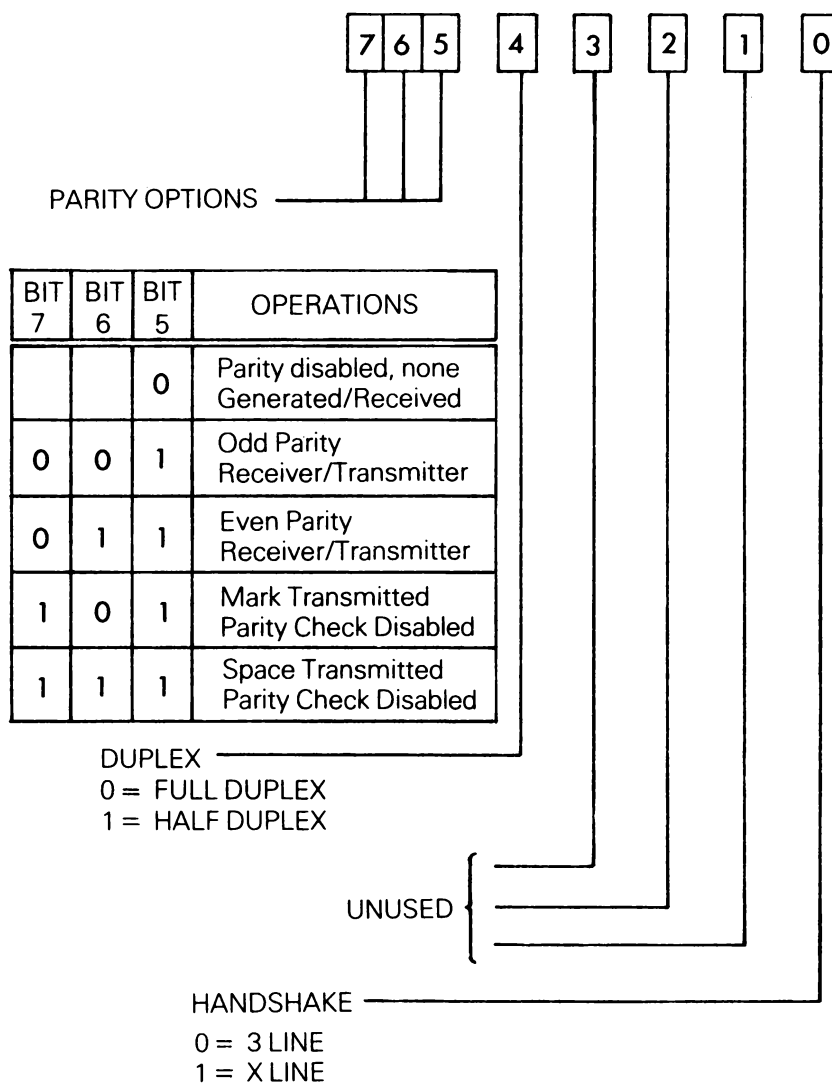 7 6 5 4 3 2 1 0
PARITY OPTIONS
BIT 7 BIT 6 BIT 5 OPERATIONS
0 Parity disabled, none Generated/Received
0 0 1 Odd Parity Receiver/Transmitter
0 1 1 Even Parity Receiver/Transmitter
1 0 1 Mark Transmitted Parity Check Disabled
1 1 1 Space Transmitted Parity Check Disabled
DUPLEX
0 = FULL DUPLEX
1 = HALF DUPLEX
UNUSED
HANDSHAKE
0 = 3 LINE
1 = X LINE